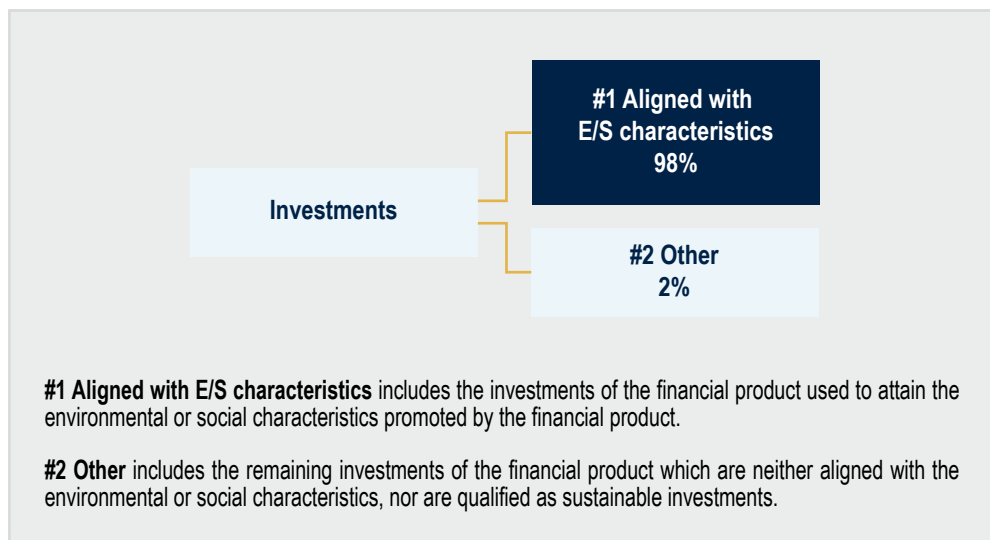 #1 Aligned with
E/S characteristics
98%
Investments
#2 Other
2%
#1 Aligned with E/S characteristics includes the investments of the financial product used to attain the
environmental or social characteristics promoted by the financial product.
#2 Other includes the remaining investments of the financial product which are neither aligned with the
environmental or social characteristics, nor are qualified as sustainable investments.